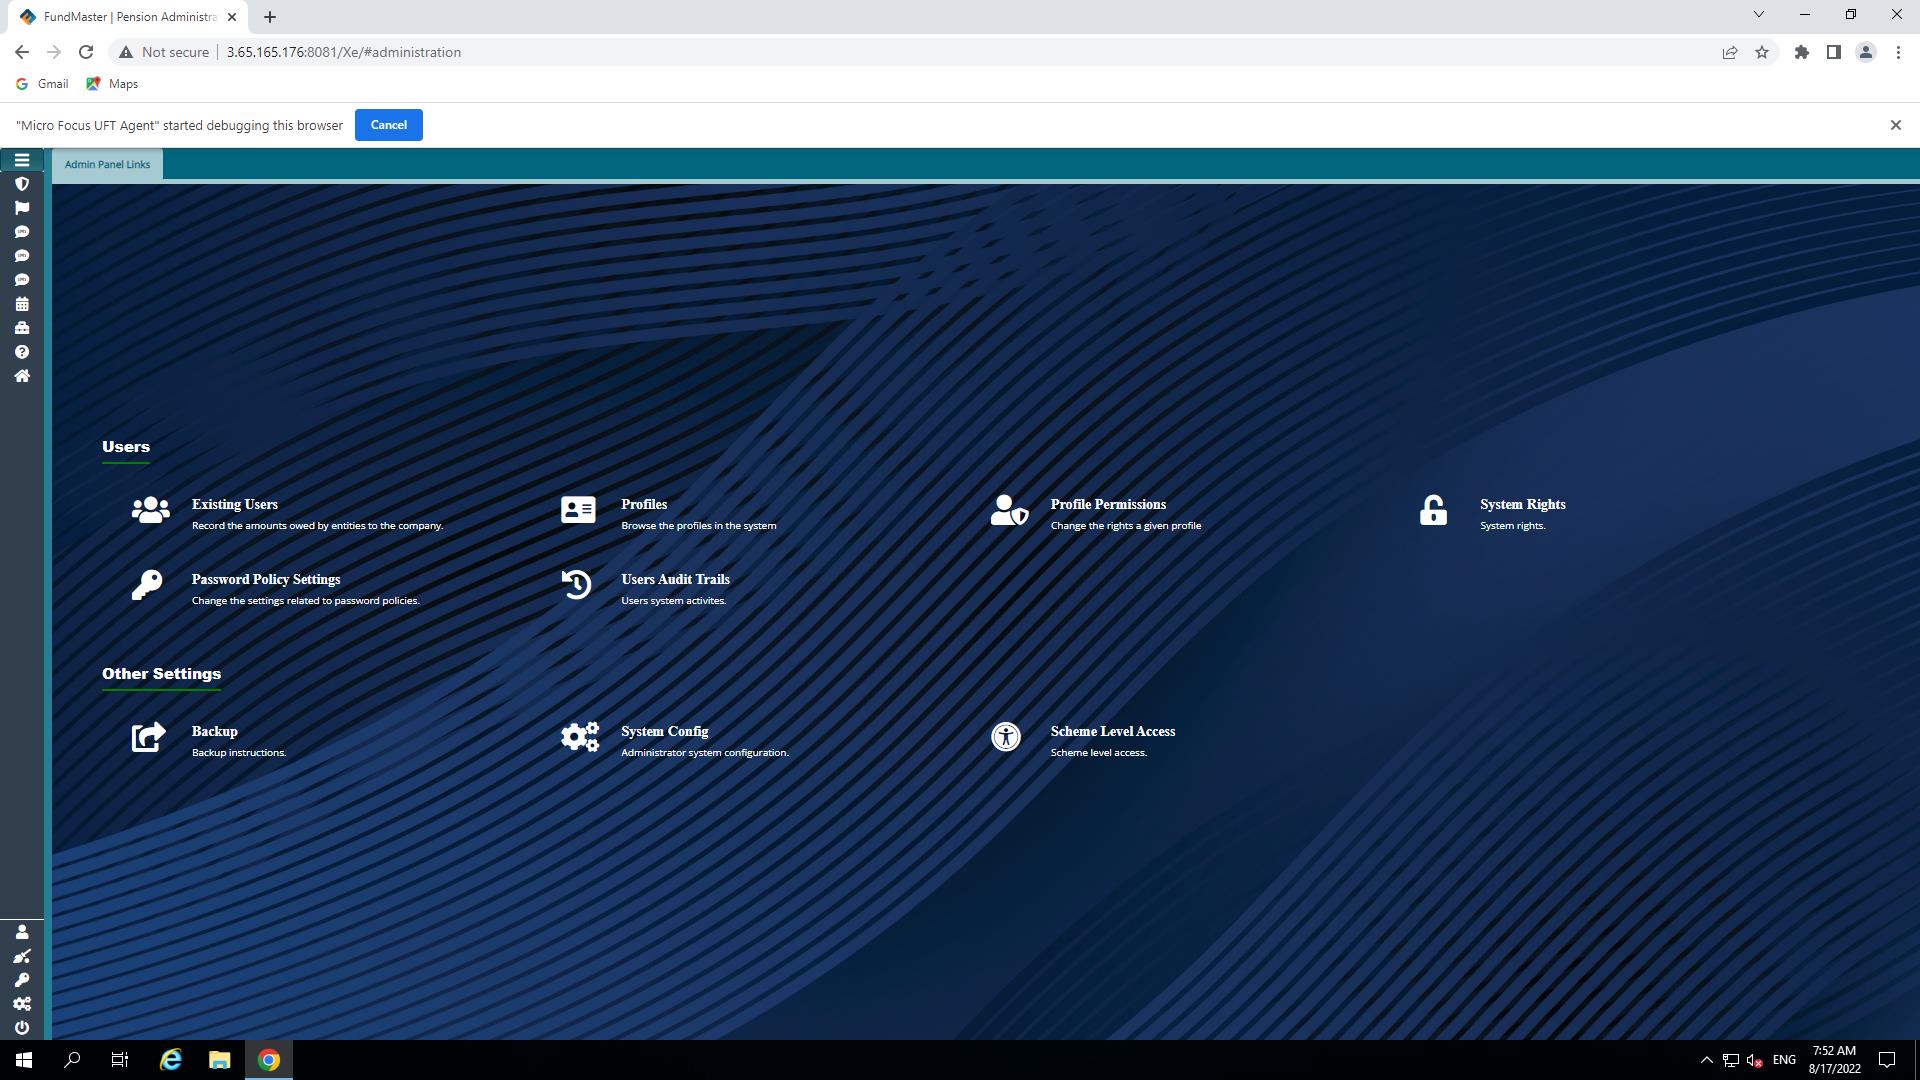 FundMaster | Pension Administra
Not secure
3.65.165.176:8081/Xe/#administration
Gmail
Maps
"Micro Focus UFT Agent" started debugging this browser
Cancel
Admin Panel Links
Users
Existing Users
Record the amounts owed by entities to the company.
Profiles
Browse the profiles in the system
Profile Permissions
Change the rights a given profile
System Rights
System rights.
Password Policy Settings
Change the settings related to password policies.
Users Audit Trails
Users system activites.
Other Settings
Backup
Backup instructions.
System Config
Administrator system configuration.
Scheme Level Access
Scheme level access.
ENG
7:52 AM
8/17/2022